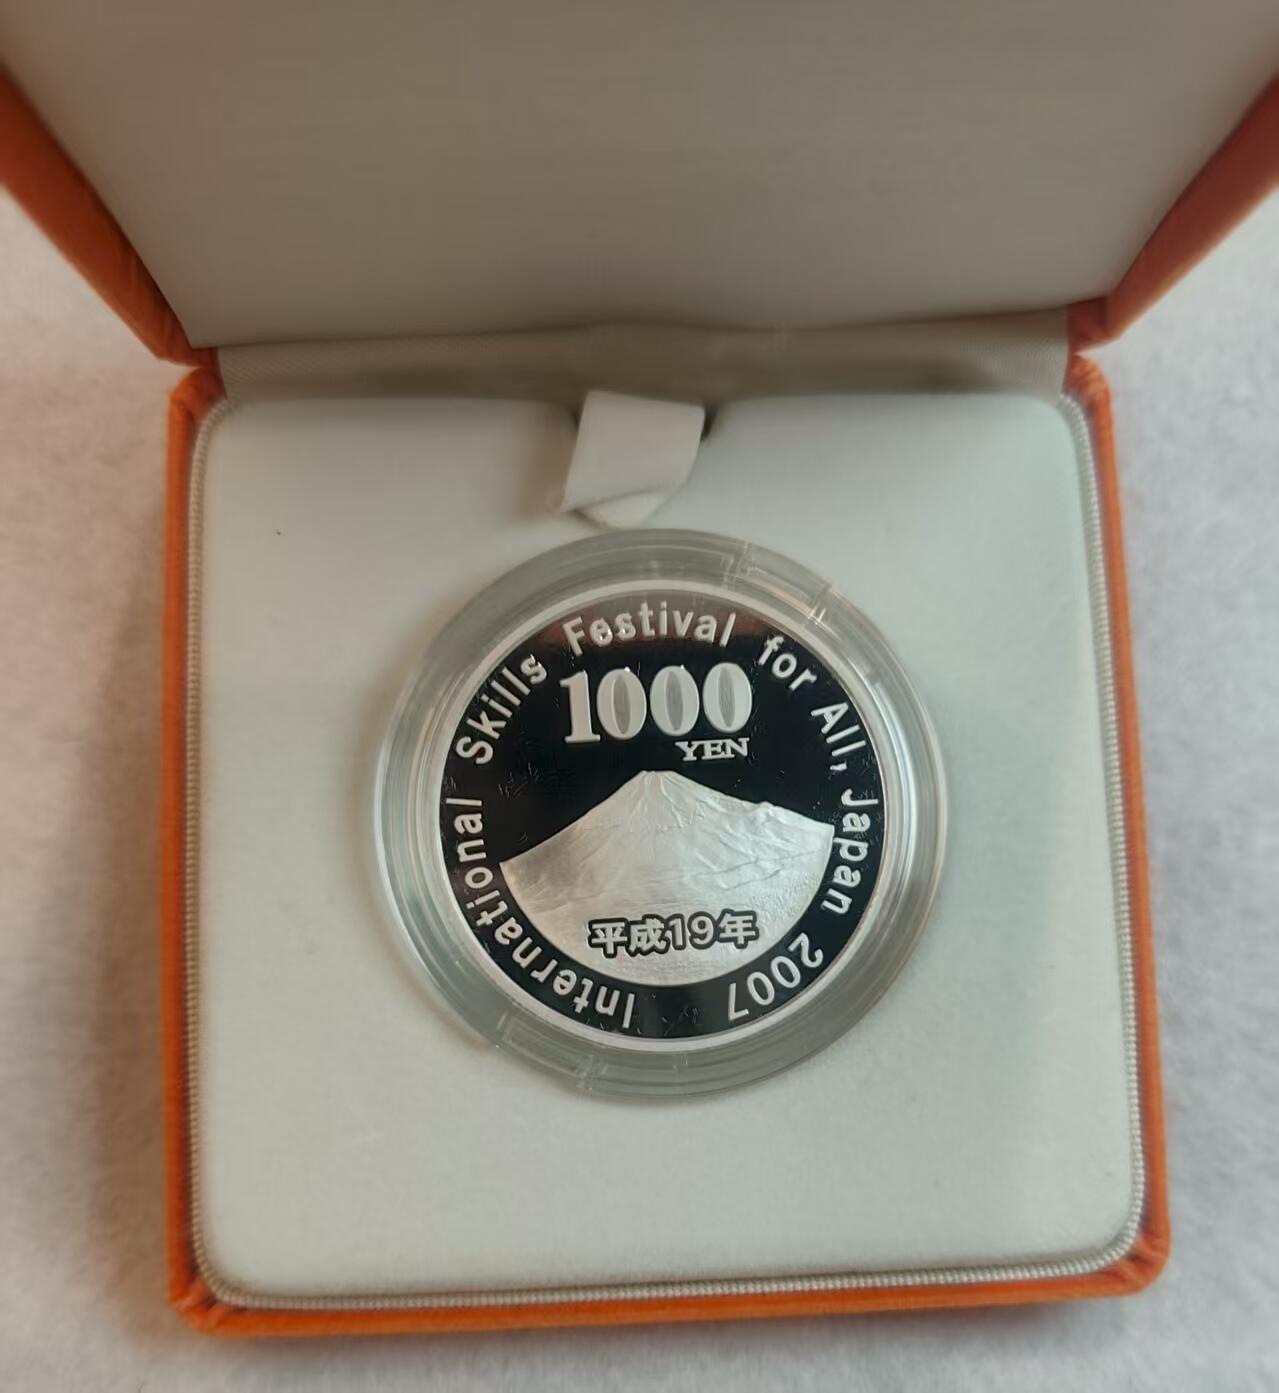 International Skills Festival for All, Japan 2007
1000
YEN
平成19年